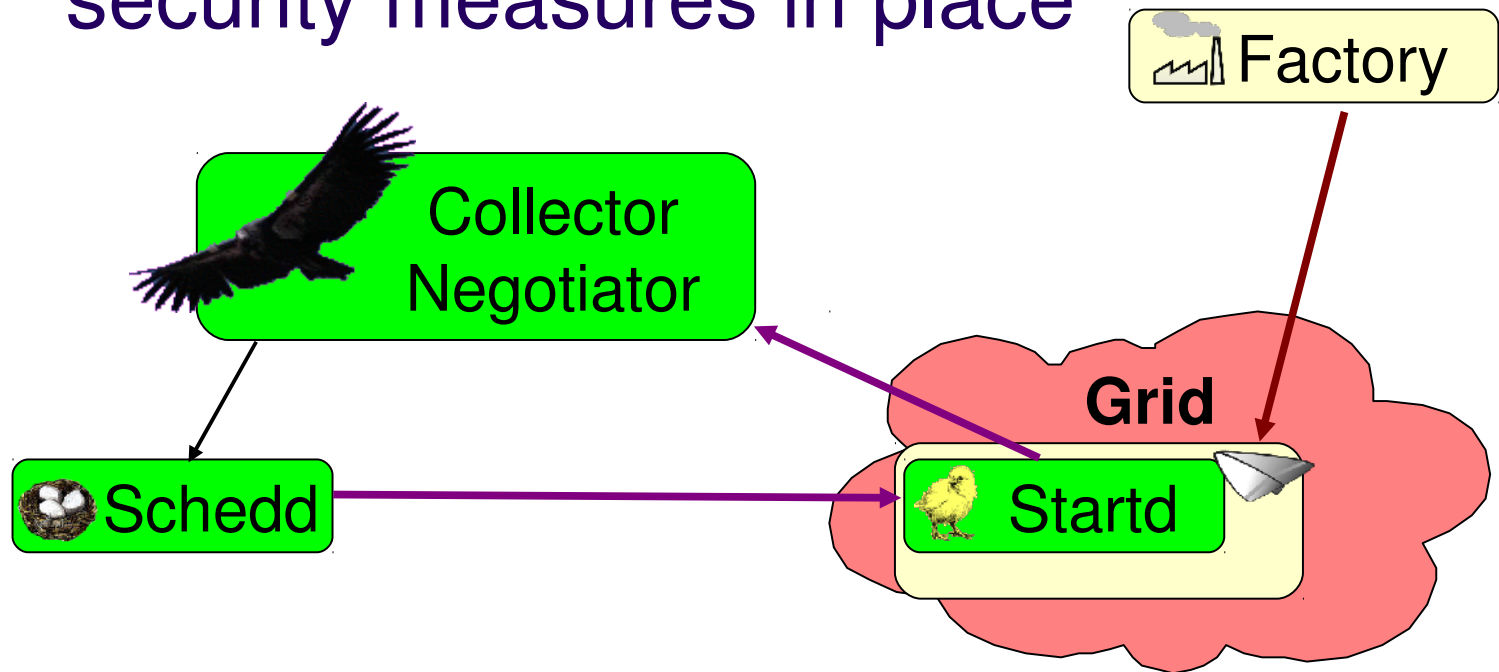 security measures in place
Factory
Collector
Negotiator
Grid
Schedd
Startd